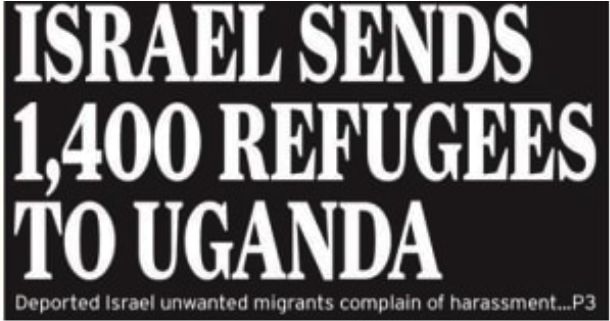 ISRAEL SENDS
1,400 REFUGEES
TO UGANDA
Deported Israel unwanted migrants complain of harassment...P3